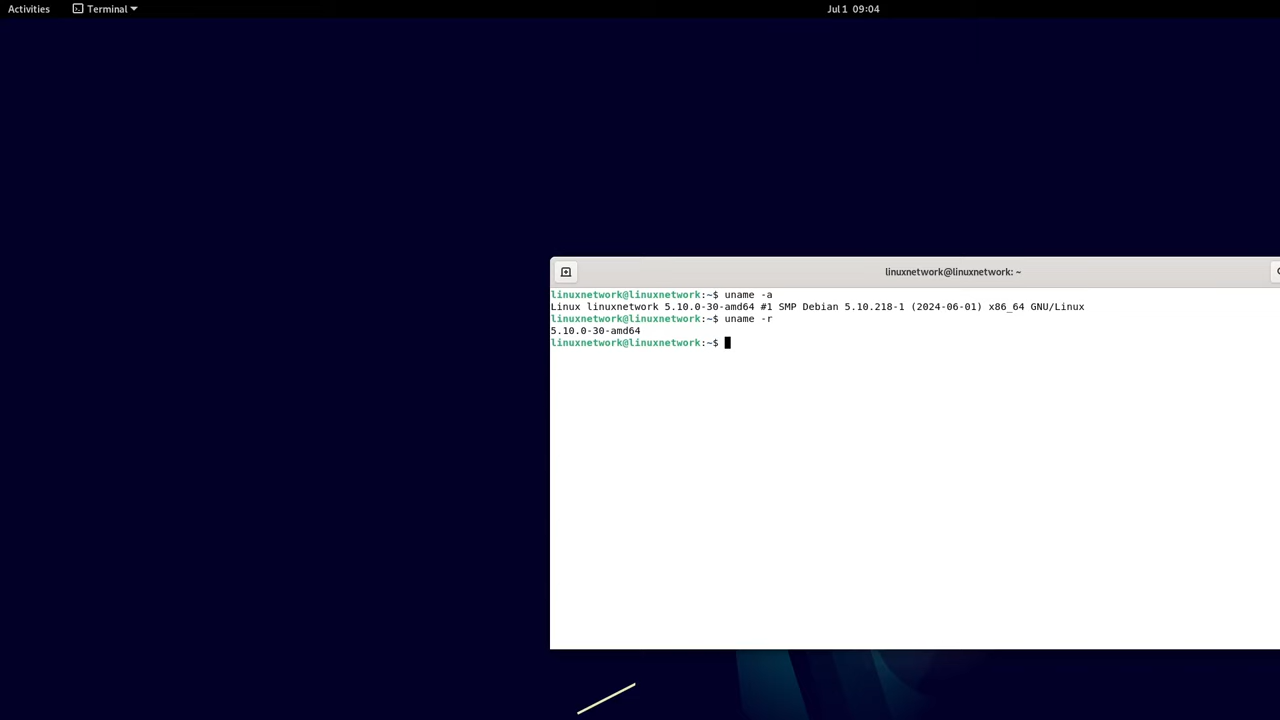 Activities
Terminal
Jul 1 09:04
linuxnetwork@linuxnetwork: ~
linuxnetwork@linuxnetwork:~$ uname -a
Linux linuxnetwork 5.10.0-30-amd64 #1 SMP Debian 5.10.218-1 (2024-06-01) x86_64 GNU/Linux
linuxnetwork@linuxnetwork:~$ uname -r
5.10.0-30-amd64
linuxnetwork@linuxnetwork:~$